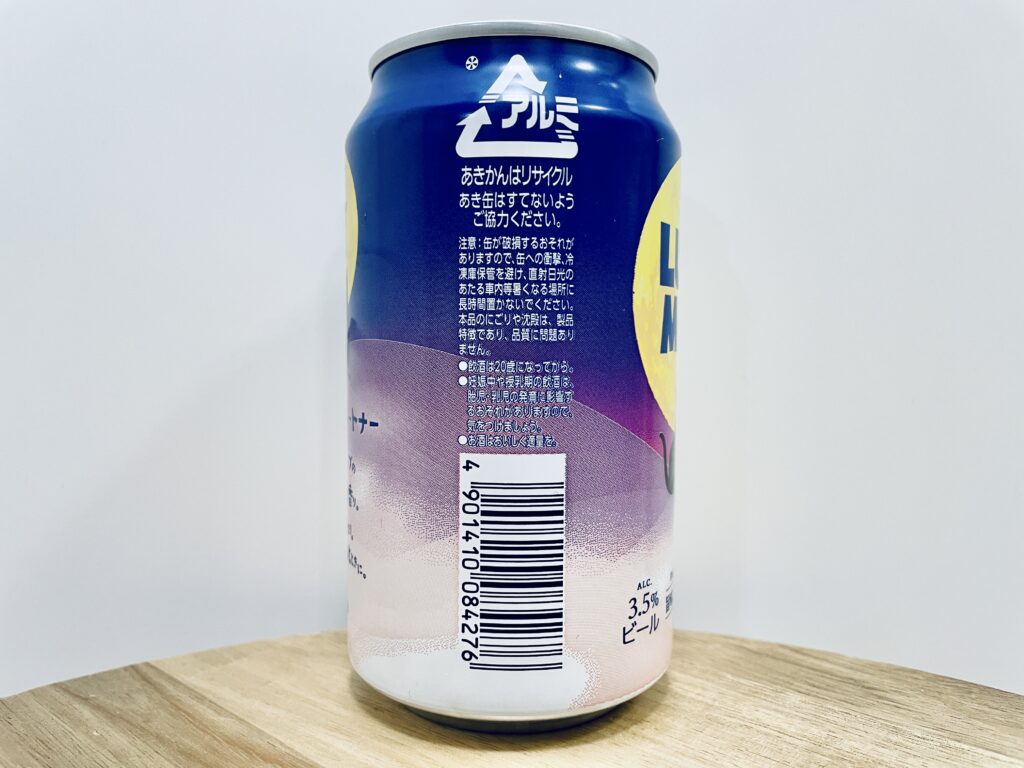 アルミ
あきかんはリサイクル
あき缶はすてないよう
ご協力ください。
注意:缶が破損するおそれが
ありますので、缶への衝撃、冷
凍庫保管を避け、直射日光の
あたる車内等暑くなる場所に
長時間置かないでください。
本品のにごりや沈殿は、製品
特徴であり、品質に問題あり
ません。
●飲酒は20歳になってから。
●妊娠中や授乳期の飲酒は、
胎児・乳児の発育に影響す
るおそれがありますので、
気をつけましょう。
●お酒はおいしく適量を。
4 901410 084276
ートナー
ALC.
3.5%
ビール